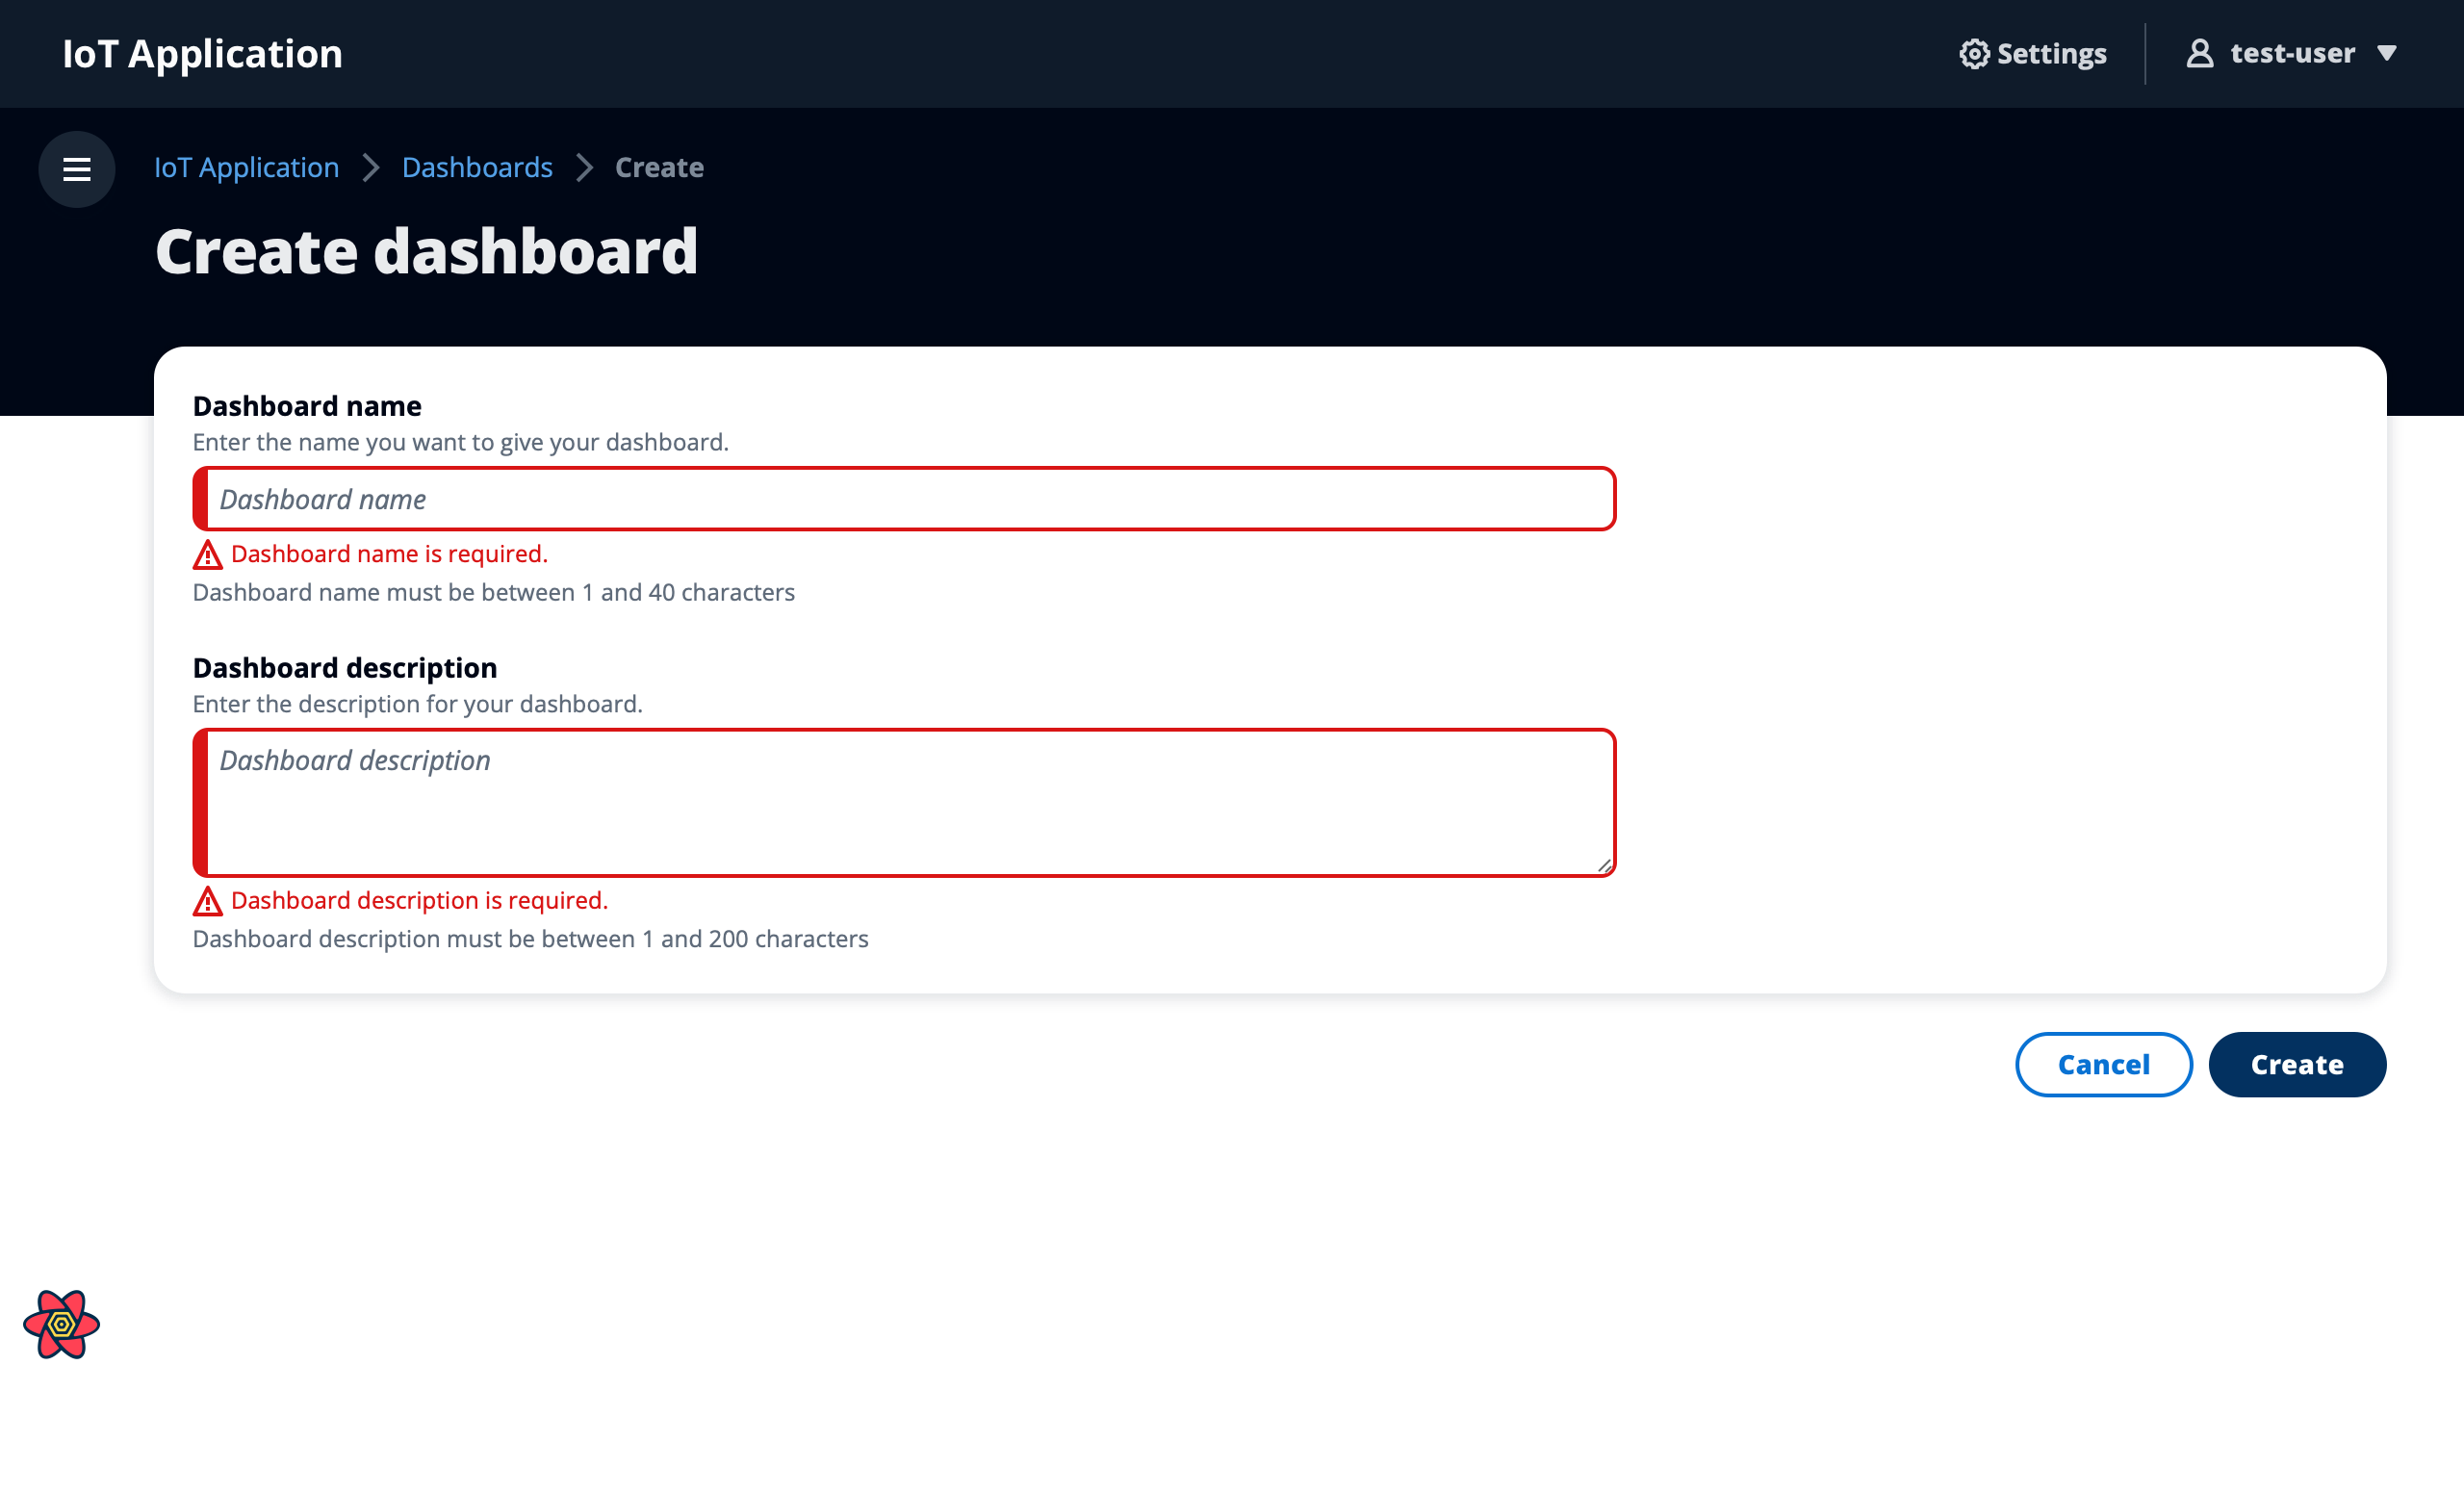 IoT Application
Settings
test-user
IoT Application
Dashboards
Create
Create dashboard
Dashboard name
Enter the name you want to give your dashboard.
Dashboard name
Dashboard name is required.
Dashboard name must be between 1 and 40 characters
Dashboard description
Enter the description for your dashboard.
Dashboard description
Dashboard description is required.
Dashboard description must be between 1 and 200 characters
Cancel
Create